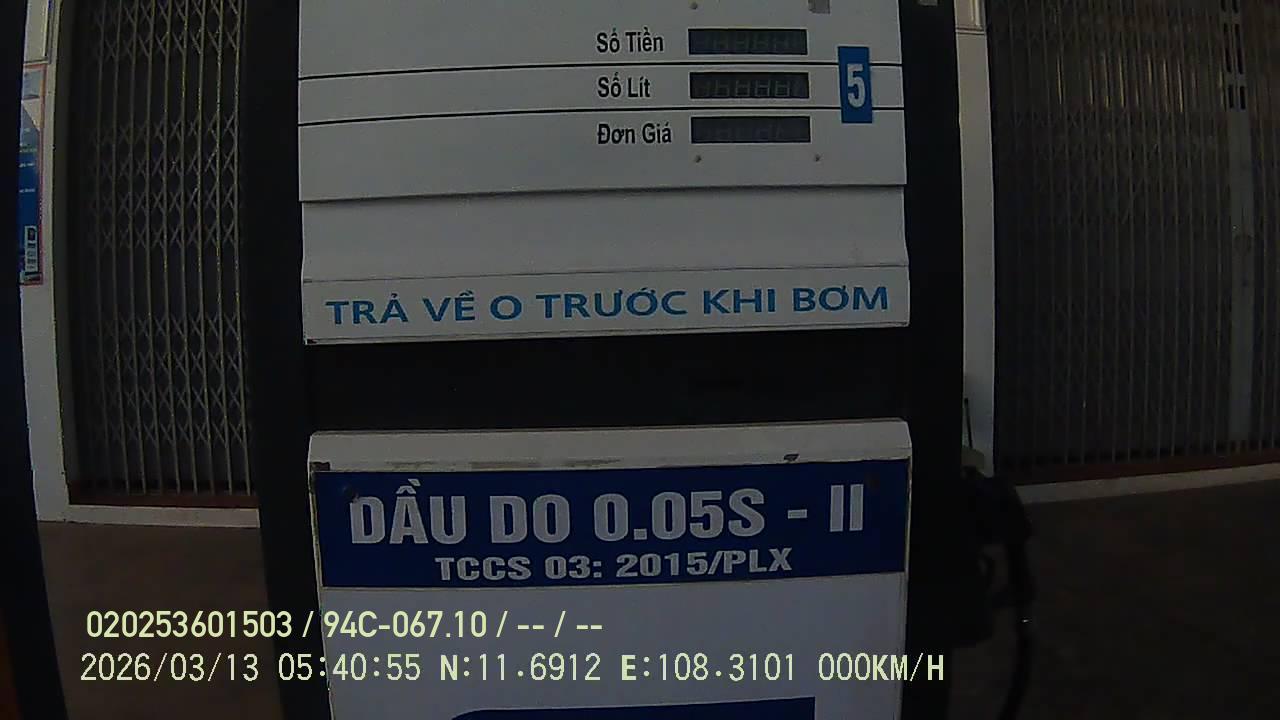 Số Tiền
Số Lít
5
Đơn Giá
TRẢ VỀ O TRƯỚC KHI BƠM
DẦU DO 0.05S - II
TCCS 03: 2015/PLX
020253601503 / 94C-067.10 / -- / --
2026/03/13 05:40:55 N:11.6912 E:108.3101 000KM/H